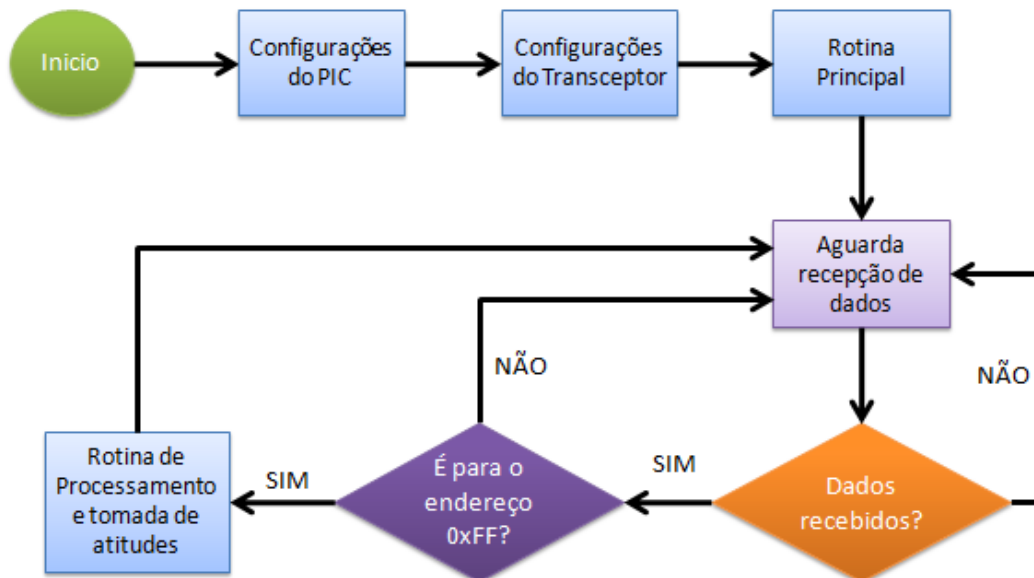 Inicio
Configurações
do PIC
Configurações
do Transceptor
Rotina
Principal
Aguarda
recepção de
dados
NÃO
NÃO
Rotina de
Processamento
e tomada de
atitudes
SIM
É para o
endereço
0xFF?
SIM
Dados
recebidos?